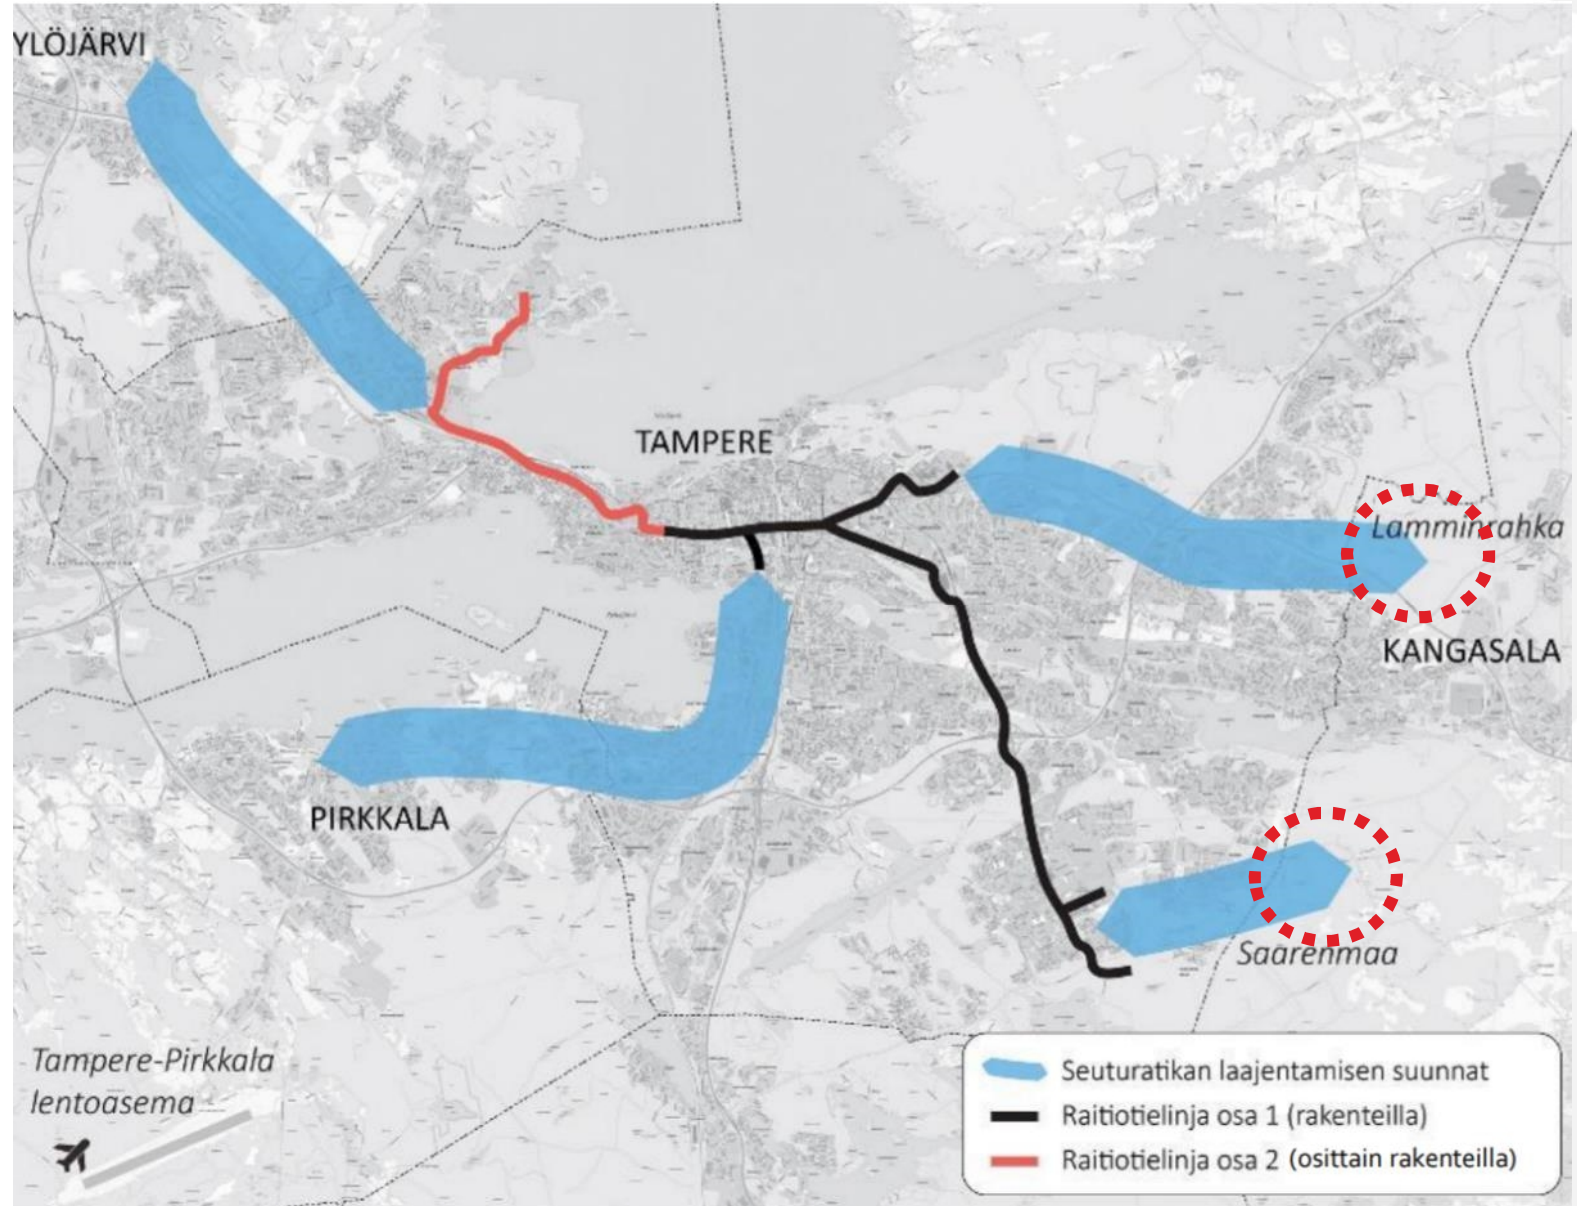 YLÖJÄRVI
TAMPERE
Lamminrahka
KANGASALA
PIRKKALA
Saarenmaa
Tampere-Pirkkala
lentoasema
Seuturatikan laajentamisen suunnat
Raitiotielinja osa 1 (rakenteilla)
Raitiotielinja osa 2 (osittain rakenteilla)